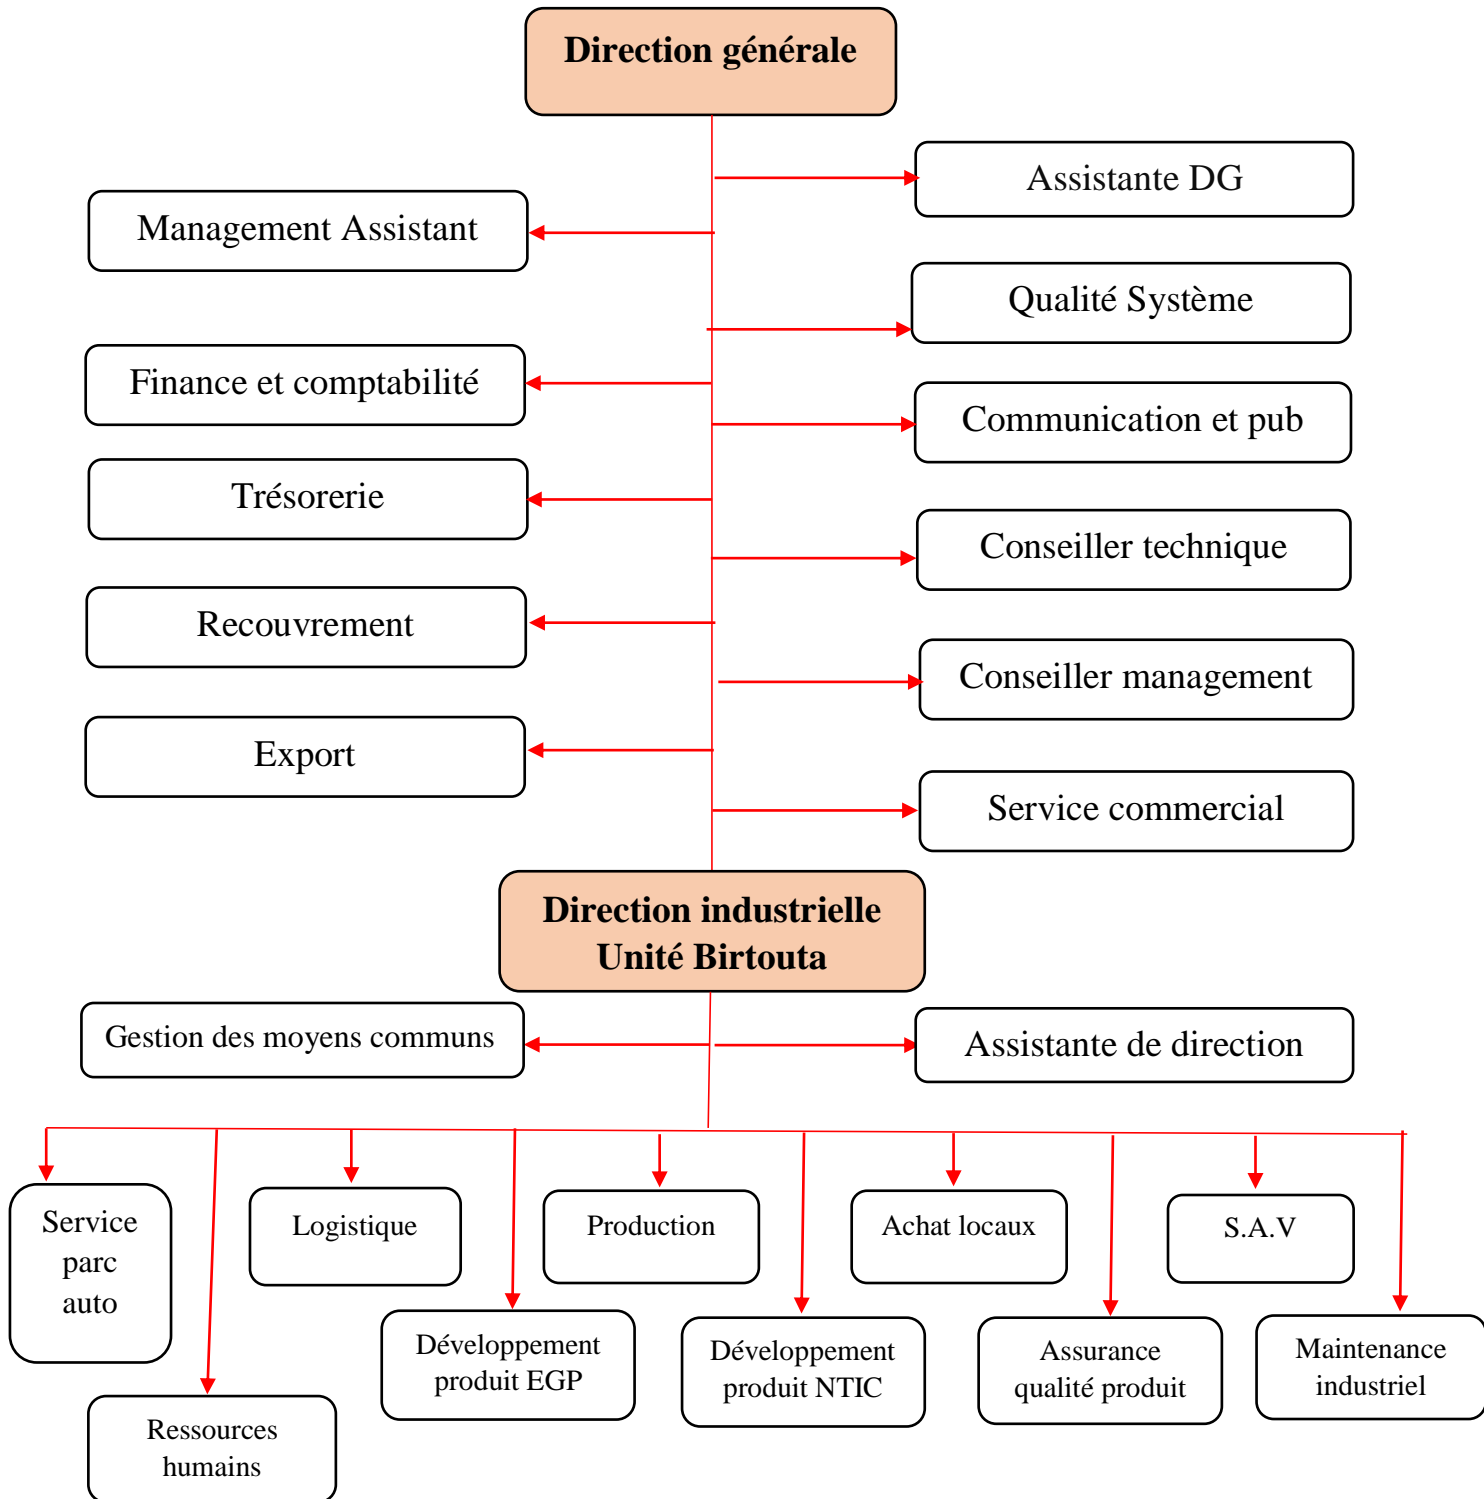 Direction générale
Assistante DG
Management Assistant
Qualité Système
Finance et comptabilité
Communication et pub
Trésorerie
Conseiller technique
Recouvrement
Conseiller management
Export
Service commercial
Direction industrielle
Unité Birtouta
Gestion des moyens communs
Assistante de direction
Service
parc
auto
Logistique
Production
Achat locaux
S.A.V
Développement
produit EGP
Développement
produit NTIC
Assurance
qualité produit
Maintenance
industriel
Ressources
humains